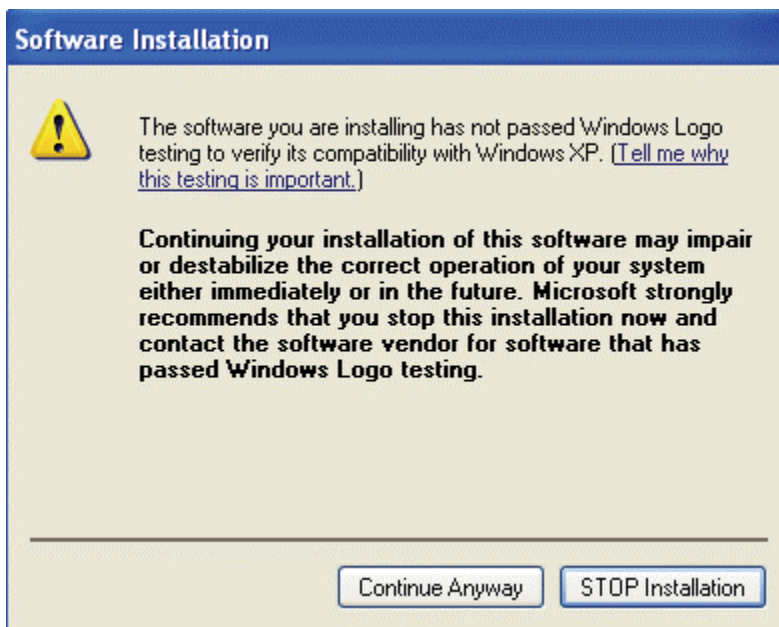 Software Installation
The software you are installing has not passed Windows Logo
testing to verify its compatibility with Windows XP. (Tell me why
this testing is important.)
Continuing your installation of this software may impair
or destabilize the correct operation of your system
either immediately or in the future. Microsoft strongly
recommends that you stop this installation now and
contact the software vendor for software that has
passed Windows Logo testing.
Continue Anyway
STOP Installation